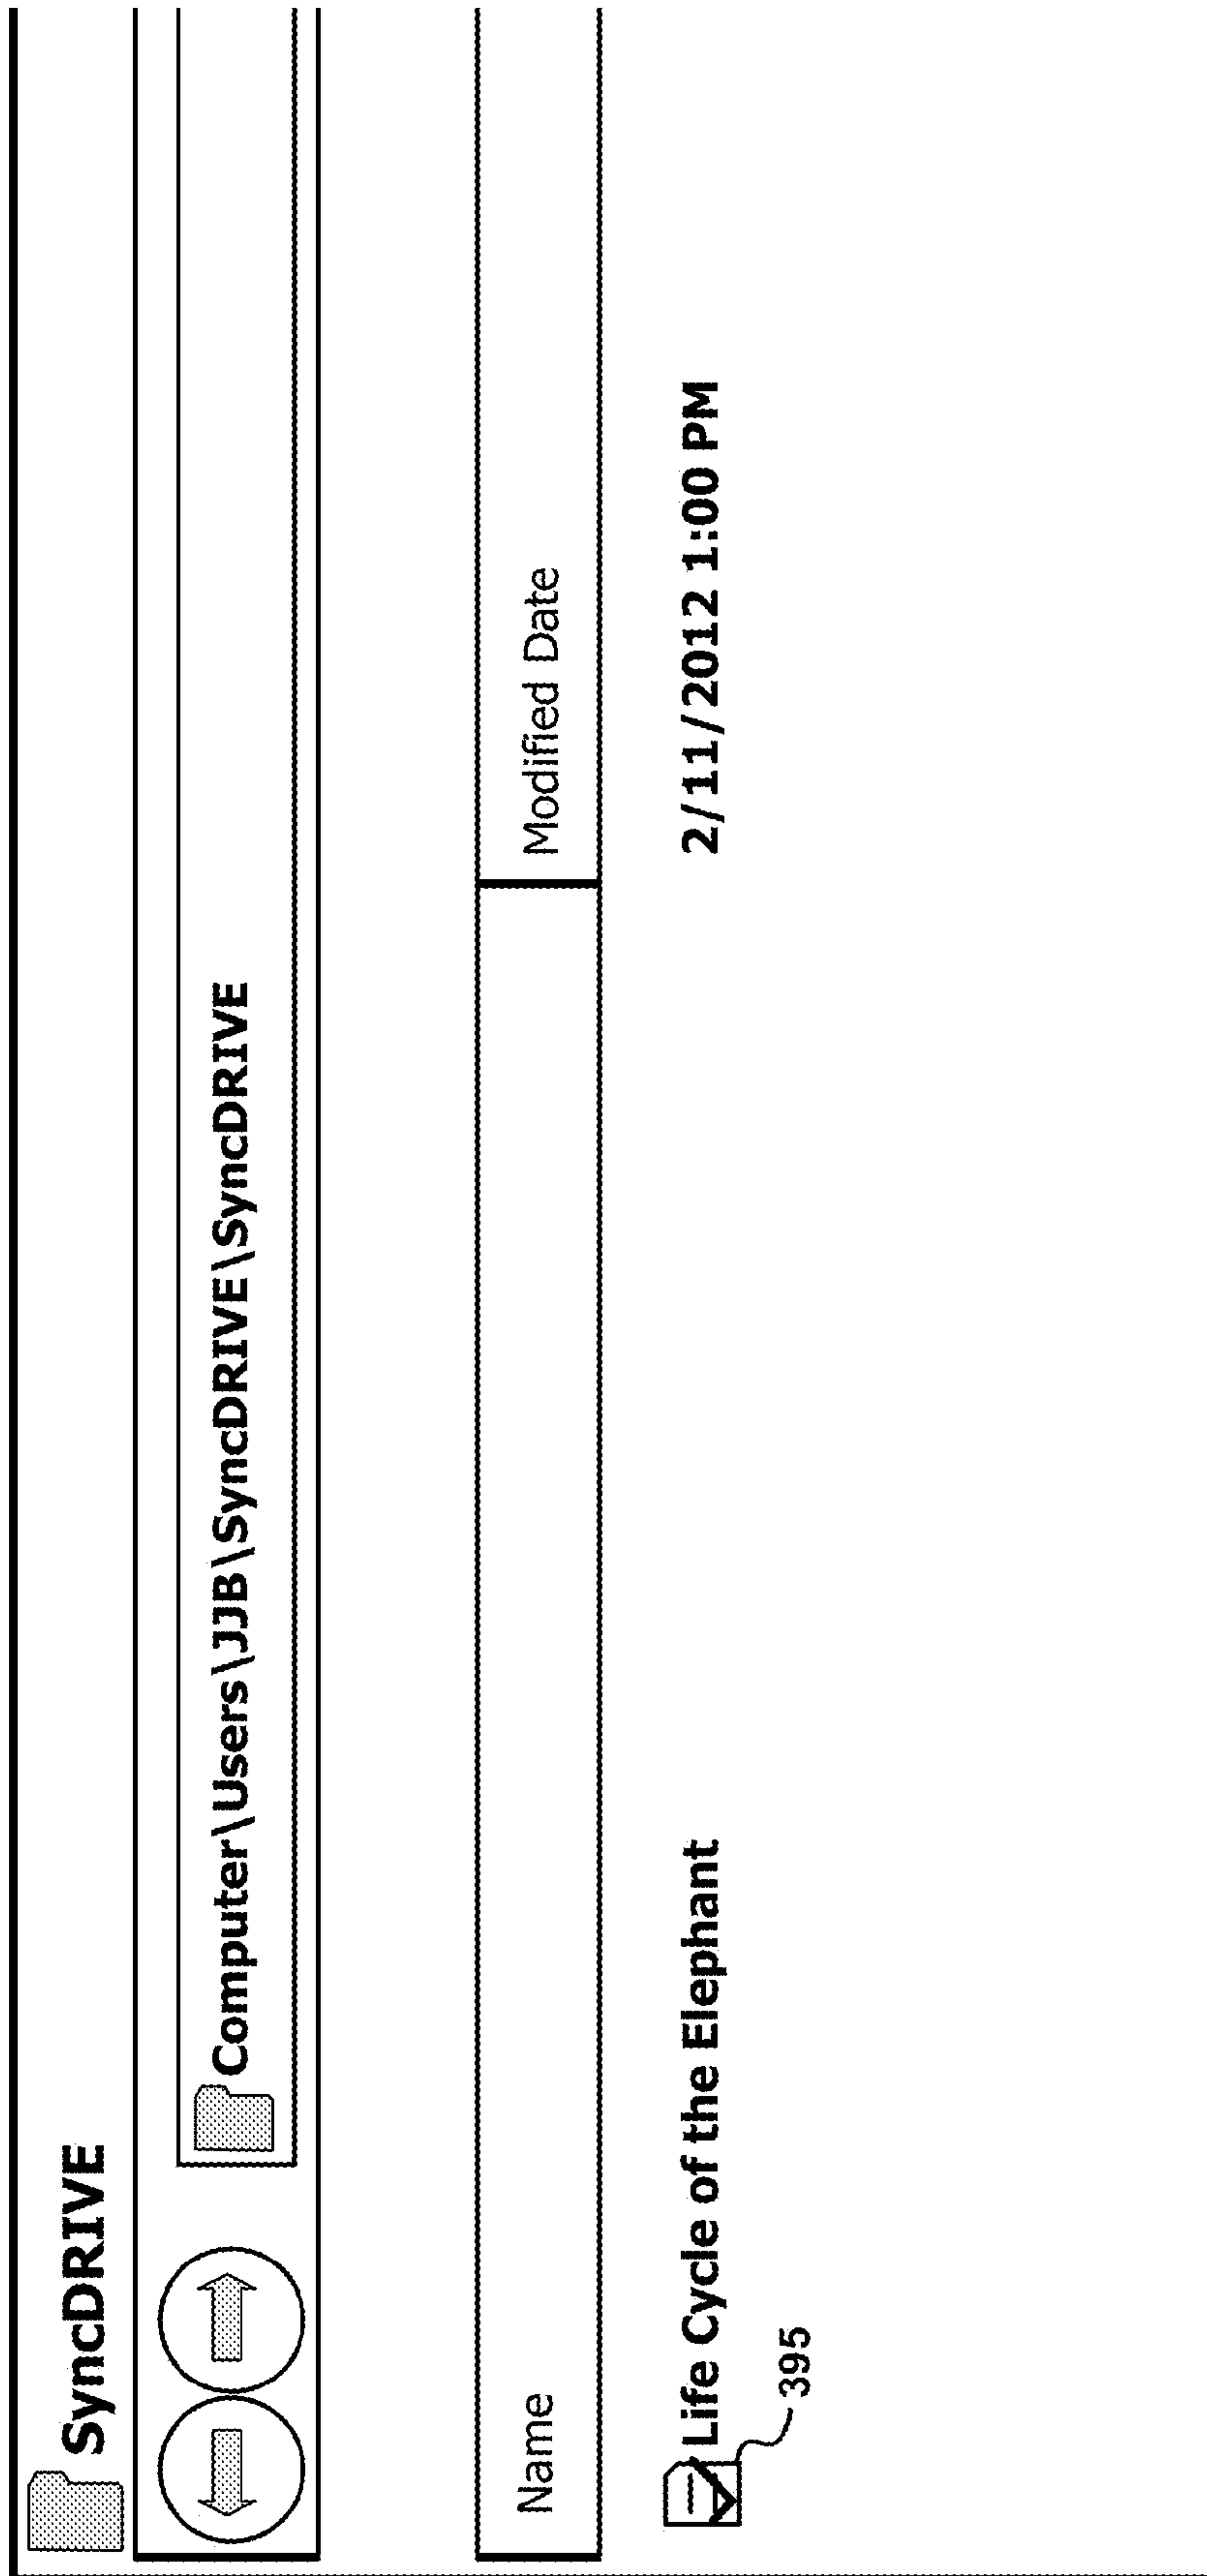 SyncDRIVE
Computer\Users\JJB\SyncDRIVE\SyncDRIVE
Name Modified Date
Life Cycle of the Elephant 2/11/2012 1:00 PM
395